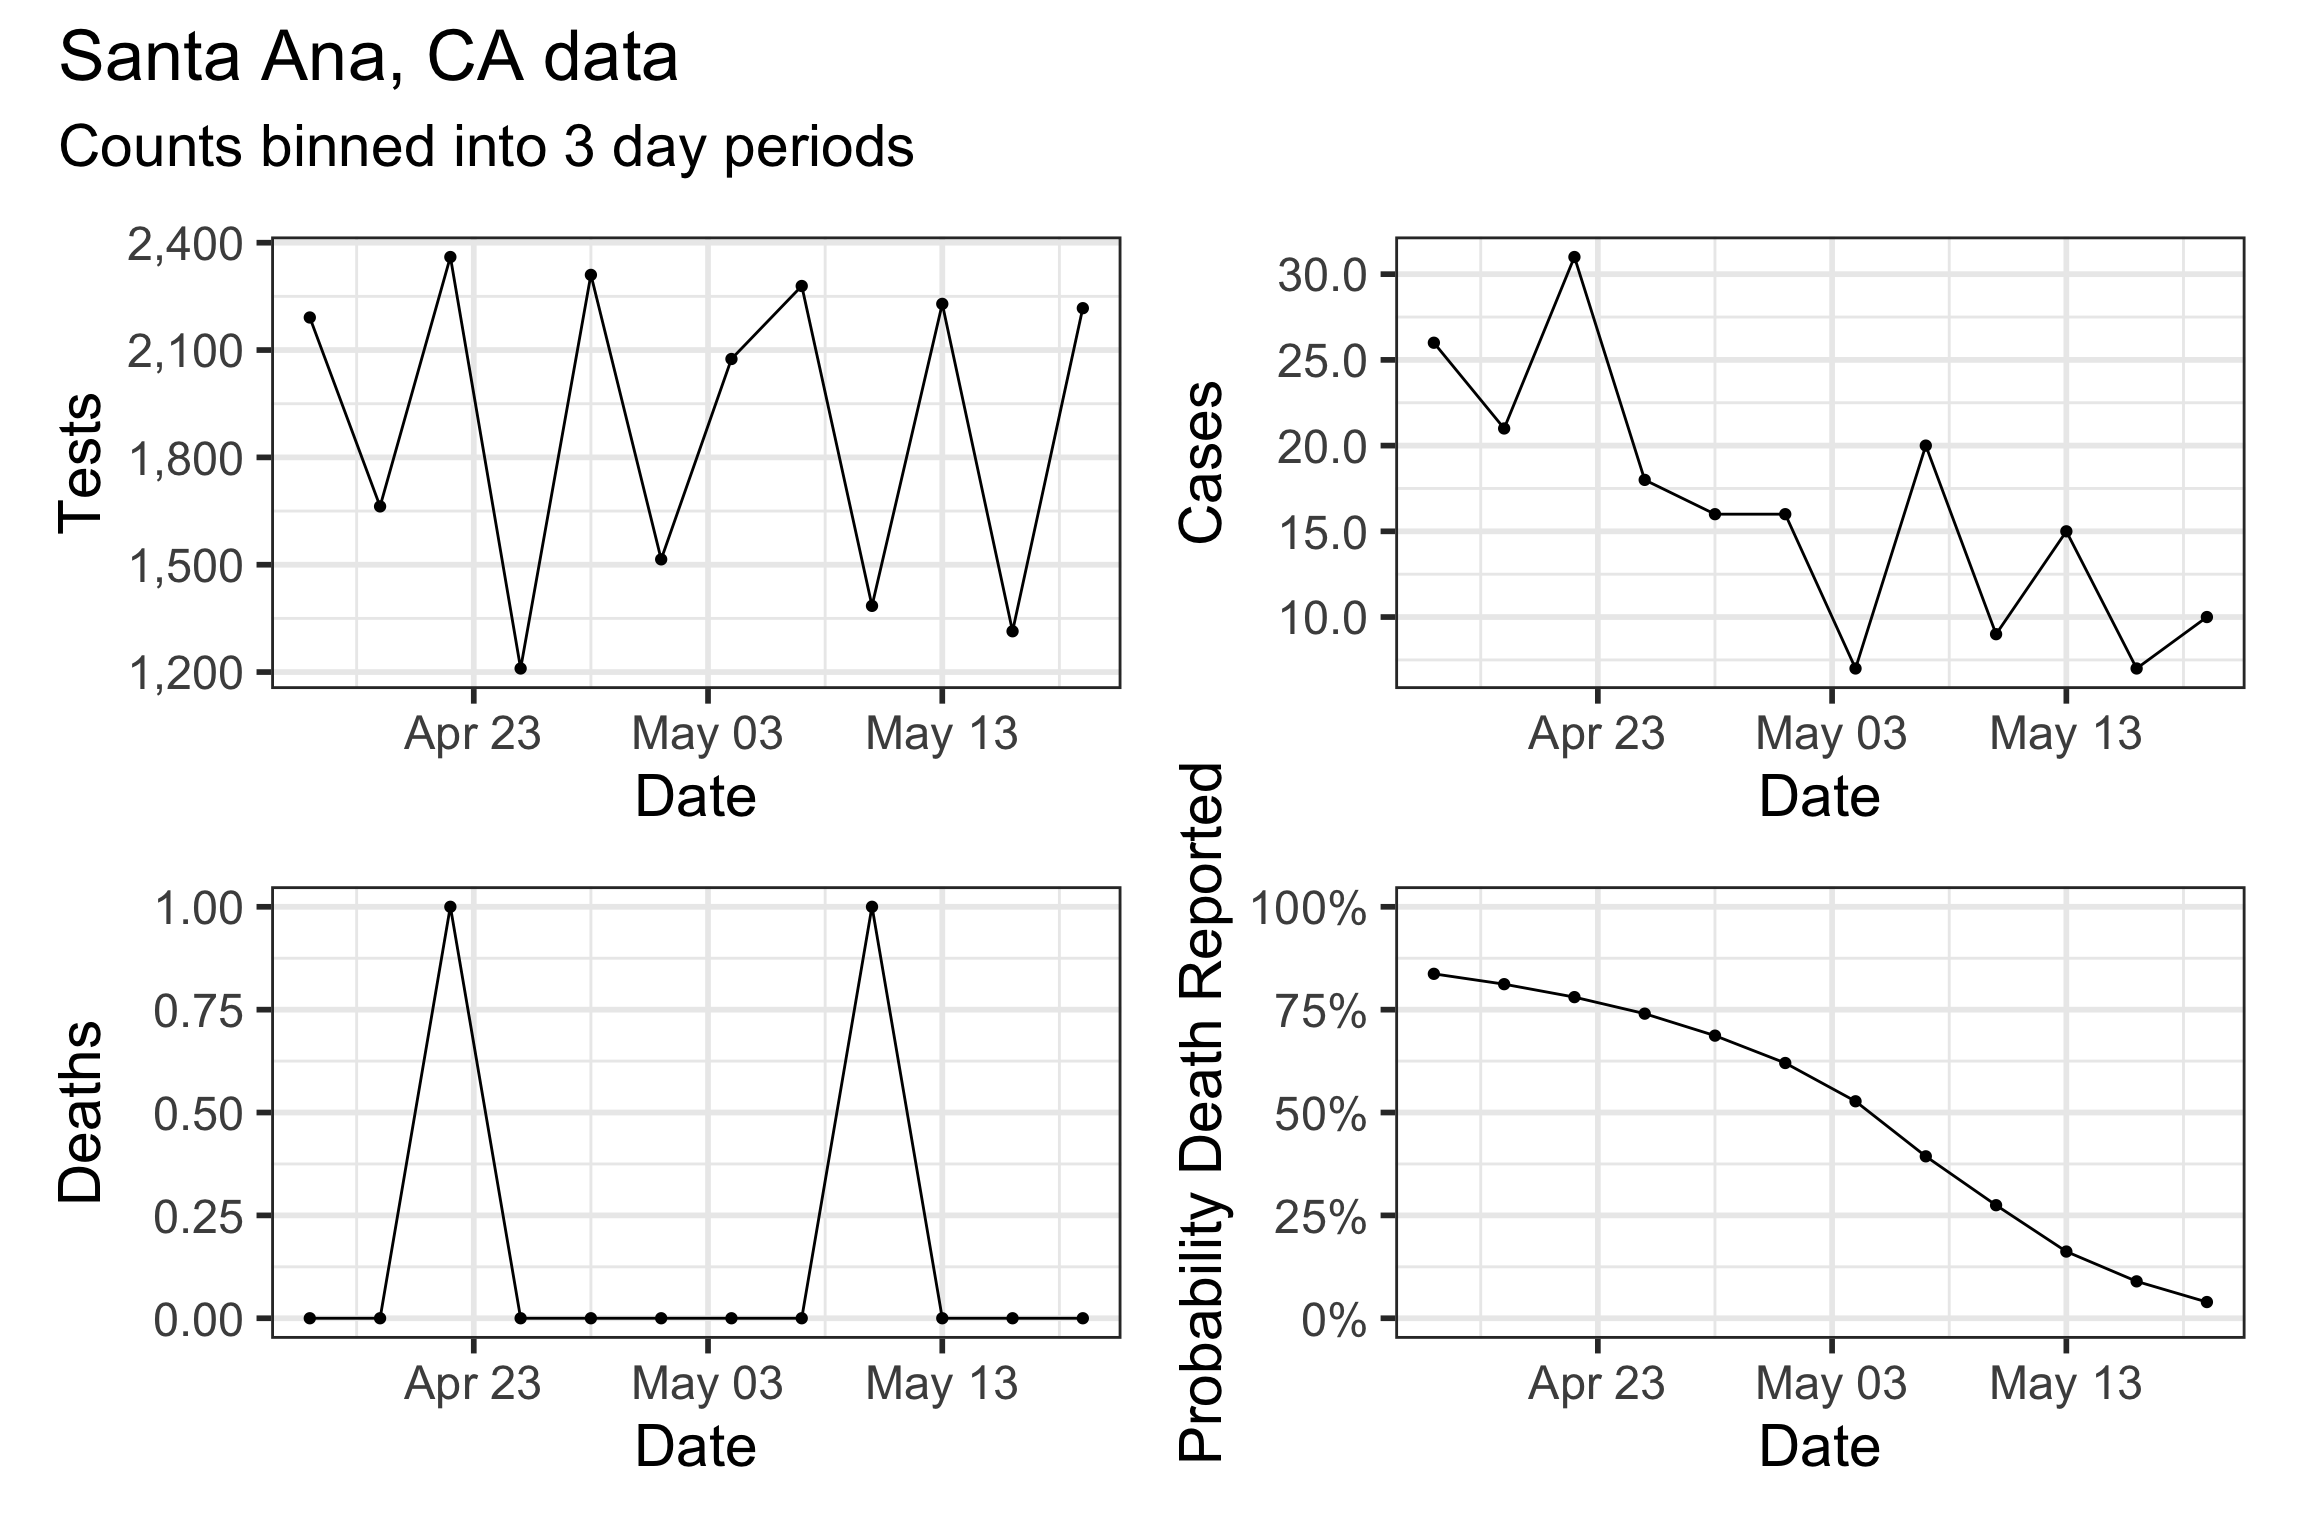 Santa Ana, CA data
Counts binned into 3 day periods
Tests
2,400
2,100
1,800
1,500
1,200
Apr 23 May 03 May 13
Date
Cases
30.0
25.0
20.0
15.0
10.0
Apr 23 May 03 May 13
Date
Deaths
1.00
0.75
0.50
0.25
0.00
Apr 23 May 03 May 13
Date
Probability Death Reported
100%
75%
50%
25%
0%
Apr 23 May 03 May 13
Date